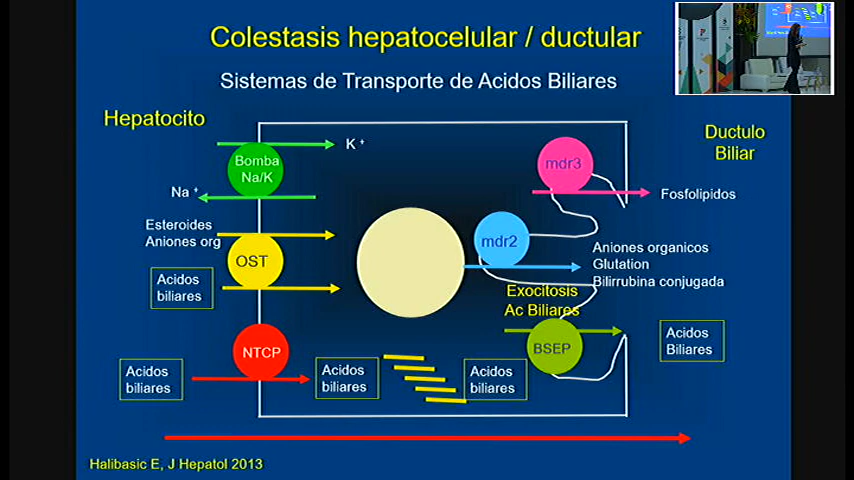 Colestasis hepatocelular / ductular
Sistemas de Transporte de Acidos Biliares
Hepatocito
Ductulo
Biliar
Bomba
Na/K
K +
Na +
mdr3
Fosfolipidos
Esteroides
Aniones org
OST
Acidos
biliares
mdr2
Aniones organicos
Glutation
Bilirrubina conjugada
Exocitosis
Ac Biliares
BSEP
Acidos
Biliares
NTCP
Acidos
biliares
Acidos
biliares
Acidos
biliares
Halibasic E, J Hepatol 2013